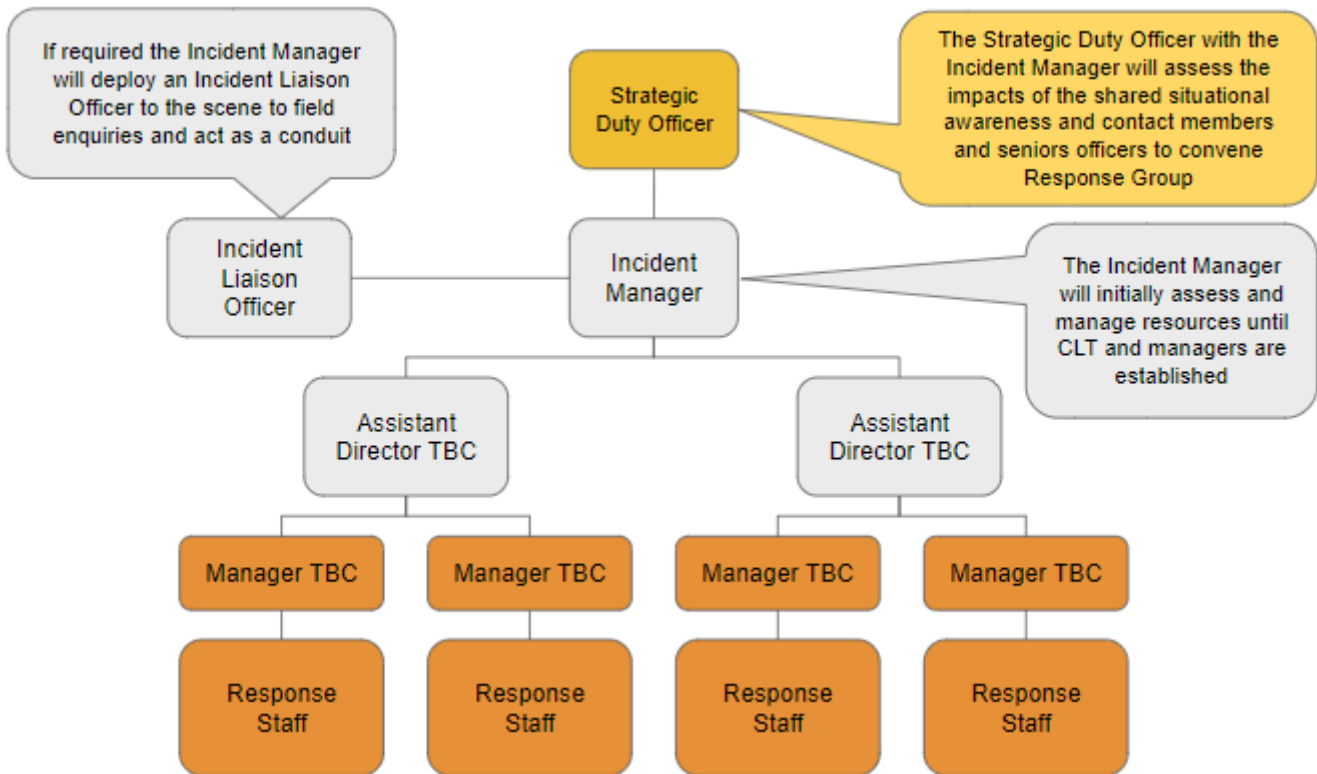 If required the Incident Manager
will deploy an Incident Liaison
Officer to the scene to field
enquiries and act as a conduit
Strategic
Duty Officer
The Strategic Duty Officer with the
Incident Manager will assess the
impacts of the shared situational
awareness and contact members
and seniors officers to convene
Response Group
Incident
Liaison
Officer
Incident
Manager
The Incident Manager
will initially assess and
manage resources until
CLT and managers are
established
Assistant
Director TBC
Assistant
Director TBC
Manager TBC
Manager TBC
Manager TBC
Manager TBC
Response
Staff
Response
Staff
Response
Staff
Response
Staff